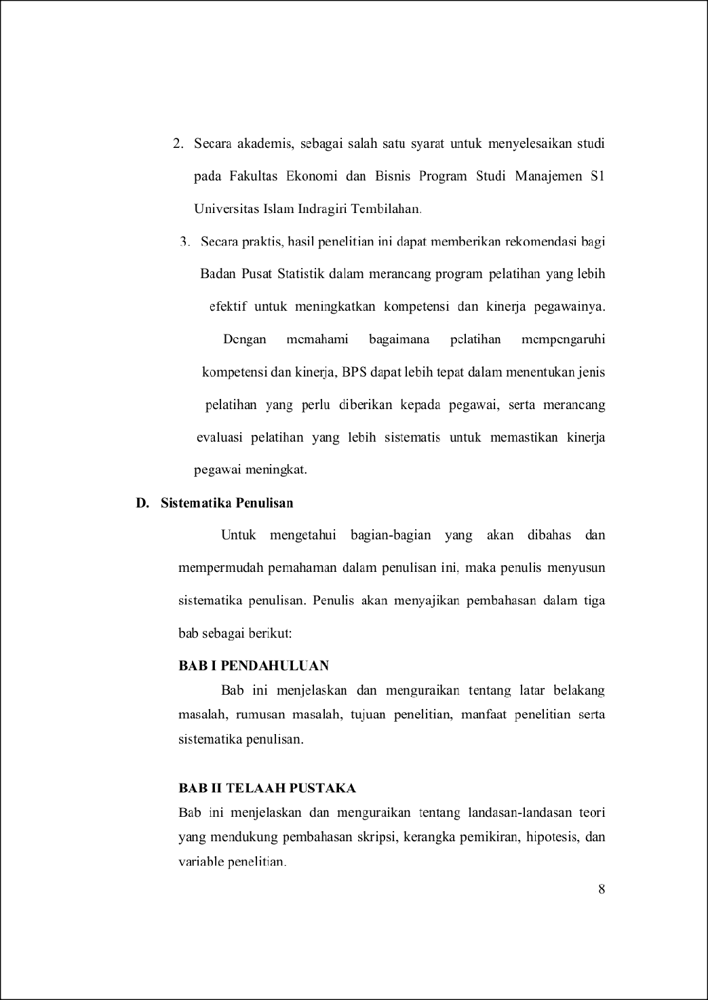 2. Secara akademis, sebagai salah satu syarat untuk menyelesaikan studi
pada Fakultas Ekonomi dan Bisnis Program Studi Manajemen S1
Universitas Islam Indragiri Tembilahan.
3. Secara praktis, hasil penelitian ini dapat memberikan rekomendasi bagi
Badan Pusat Statistik dalam merancang program pelatihan yang lebih
efektif untuk meningkatkan kompetensi dan kinerja pegawainya.
Dengan memahami bagaimana pelatihan mempengaruhi
kompetensi dan kinerja, BPS dapat lebih tepat dalam menentukan jenis
pelatihan yang perlu diberikan kepada pegawai, serta merancang
evaluasi pelatihan yang lebih sistematis untuk memastikan kinerja
pegawai meningkat.
D. Sistematika Penulisan
Untuk mengetahui bagian-bagian yang akan dibahas dan
mempermudah pemahaman dalam penulisan ini, maka penulis menyusun
sistematika penulisan. Penulis akan menyajikan pembahasan dalam tiga
bab sebagai berikut:
BAB I PENDAHULUAN
Bab ini menjelaskan dan menguraikan tentang latar belakang
masalah, rumusan masalah, tujuan penelitian, manfaat penelitian serta
sistematika penulisan.
BAB II TELAAH PUSTAKA
Bab ini menjelaskan dan menguraikan tentang landasan-landasan teori
yang mendukung pembahasan skripsi, kerangka pemikiran, hipotesis, dan
variable penelitian.
8